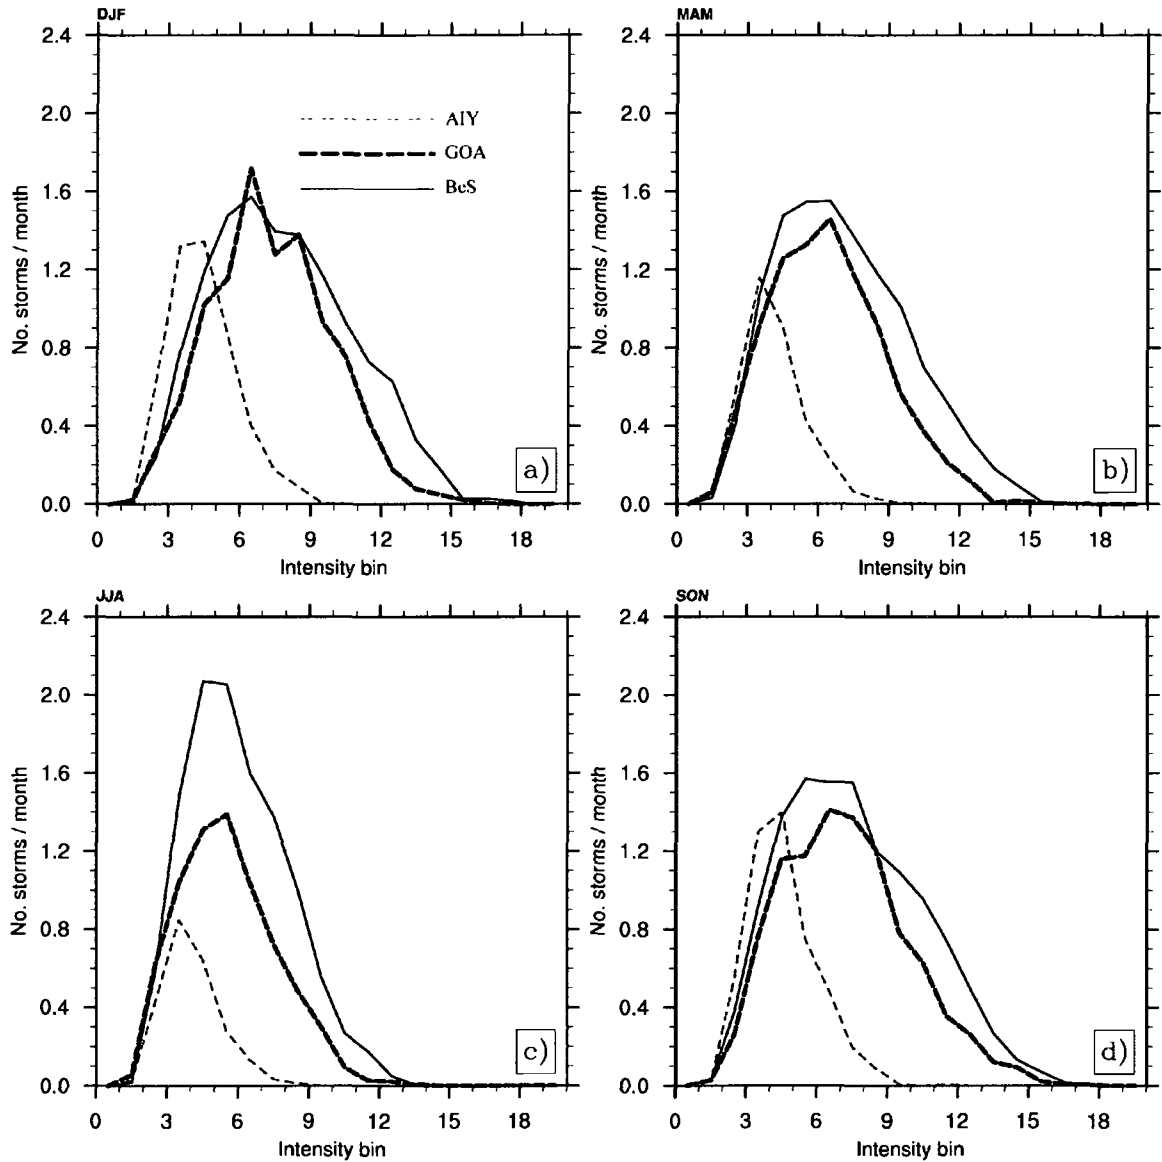 DJF
2.4
2.0
1.6
1.2
0.8
0.4
0.0
No. storms / month
AIY
GOA
BeS
a)
0 3 6 9 12 15 18
Intensity bin
MAM
2.4
2.0
1.6
1.2
0.8
0.4
0.0
No. storms / month
b)
0 3 6 9 12 15 18
Intensity bin
JJA
2.4
2.0
1.6
1.2
0.8
0.4
0.0
No. storms / month
c)
0 3 6 9 12 15 18
Intensity bin
SON
2.4
2.0
1.6
1.2
0.8
0.4
0.0
No. storms / month
d)
0 3 6 9 12 15 18
Intensity bin